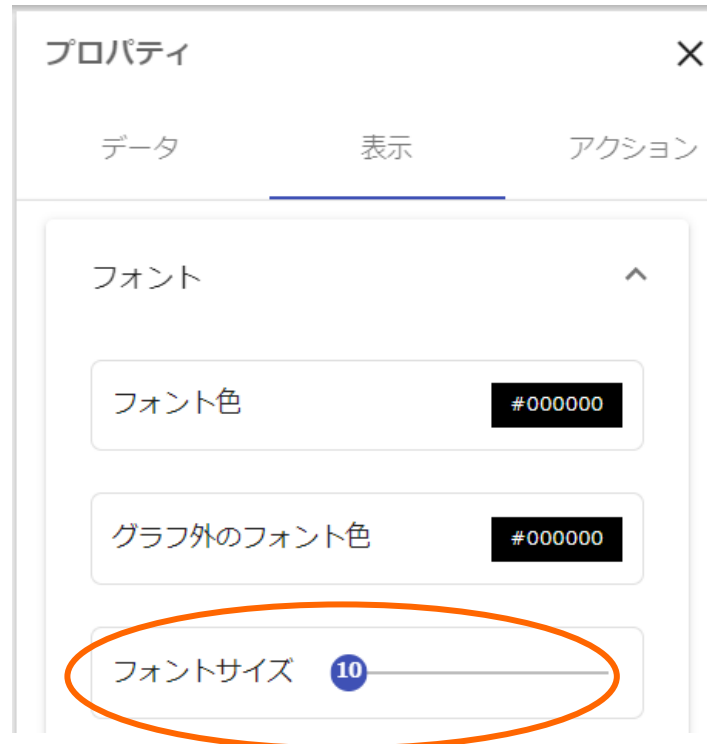 プロパティ
データ 表示 アクション
フォント
フォント色 #000000
グラフ外のフォント色 #000000
フォントサイズ 10